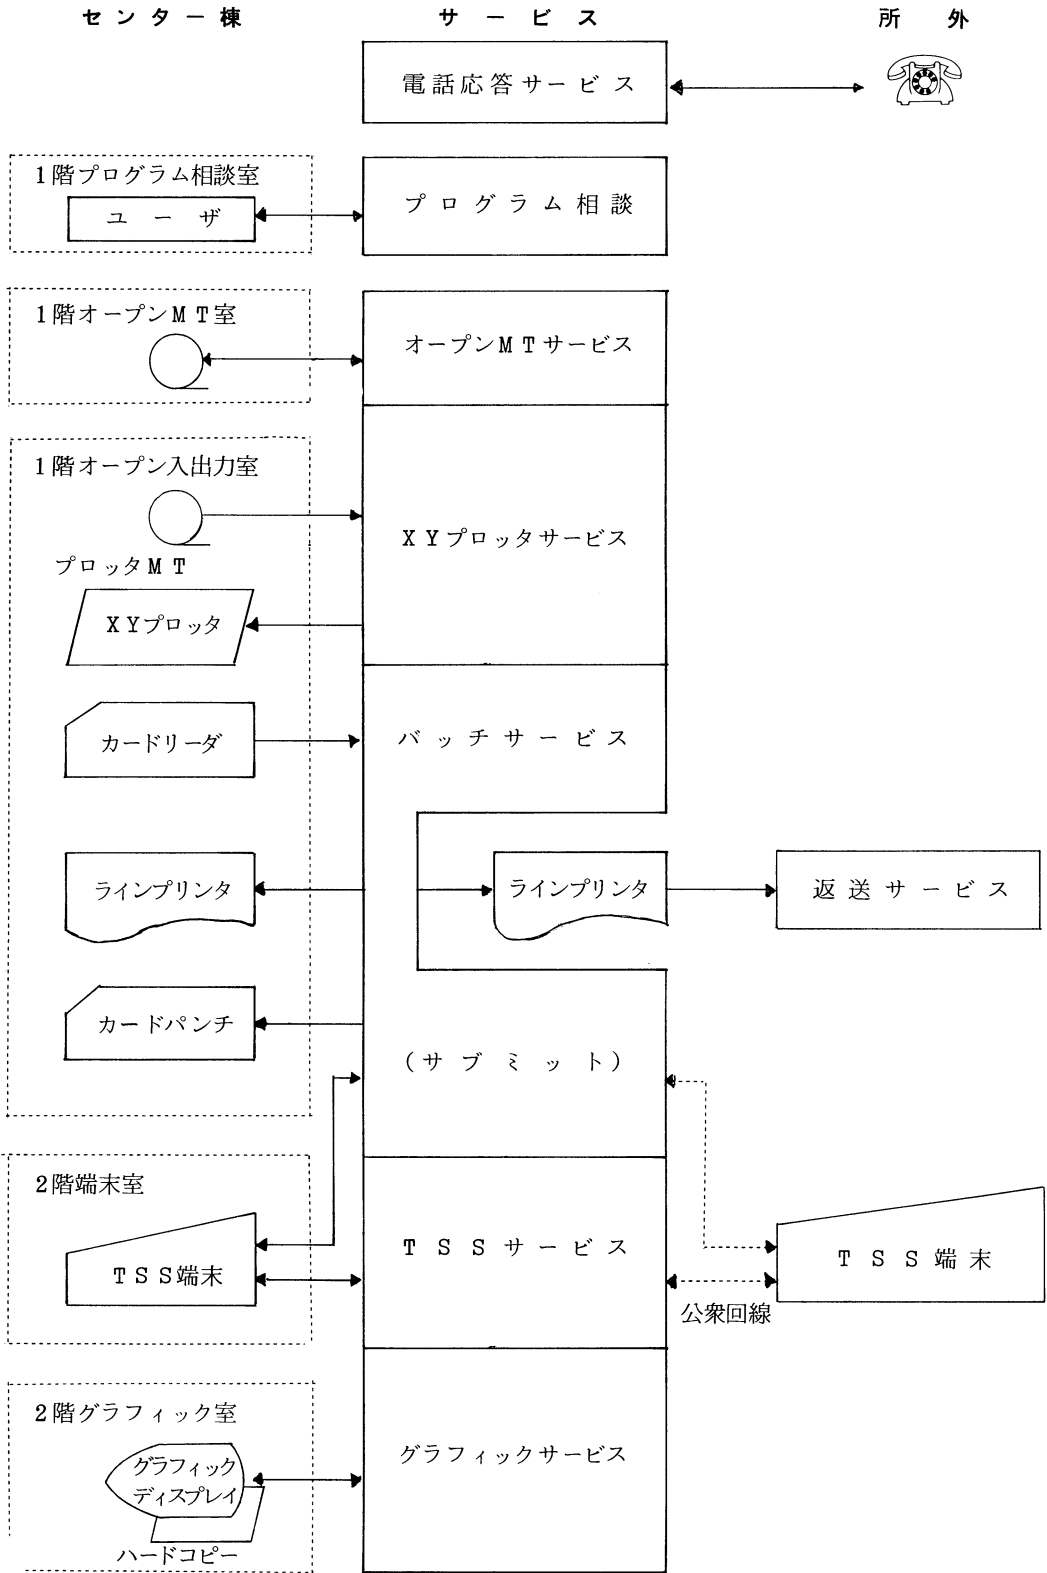 センター棟
サービス
所外
電話応答サービス
1階プログラム相談室
ユーザ
プログラム相談
1階オープンMT室
オープンMTサービス
1階オープン入出力室
プロッタMT
XYプロッタサービス
XYプロッタ
カードリーダ
バッチサービス
ラインプリンタ
ラインプリンタ
返送サービス
カードパンチ
(サブミット)
2階端末室
TSS端末
TSSサービス
TSS端末
公衆回線
2階グラフィック室
グラフィック
ディスプレイ
ハードコピー
グラフィックサービス